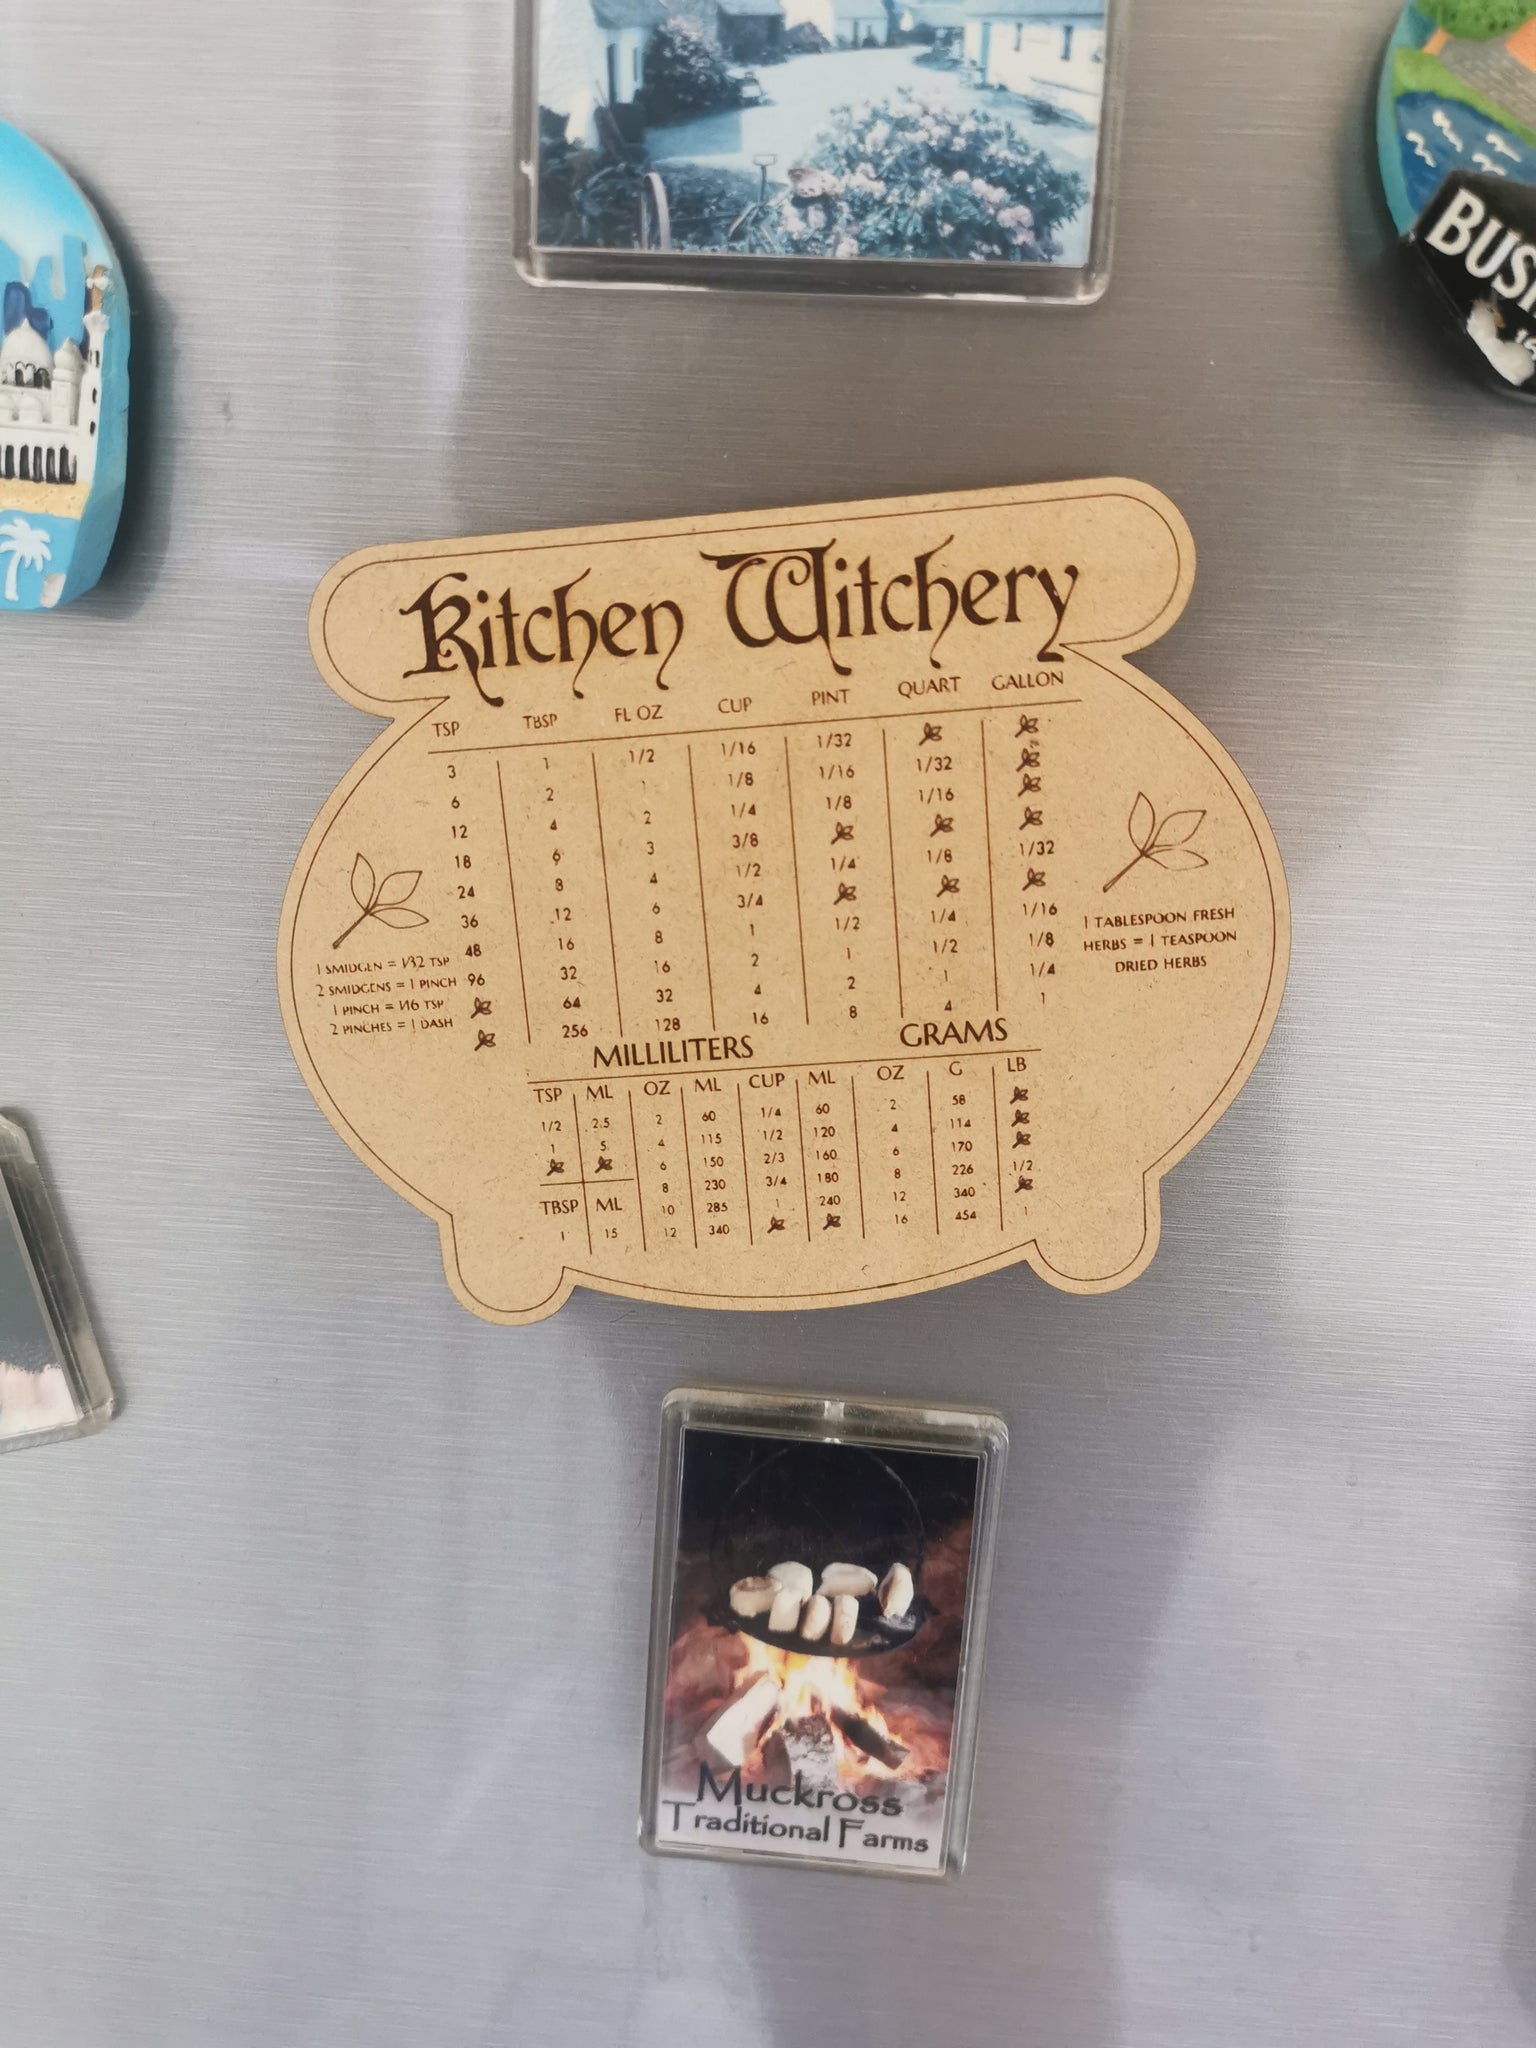 BUS
Kitchen Witchery
TSP TBSP FL OZ CUP PINT QUART GALLON
3 1 1/2 1/16 1/32
6 2 1 1/8 1/16 1/32
12 4 2 1/4 1/8 1/16
18 6 3 3/8
24 8 4 1/2 1/4 1/8 1/32
36 12 6 3/4
48 16 8 1 1/2 1/4 1/16
96 32 16 2 1 1/2 1/8
64 32 4 2 1 1/4
256 128 16 8 4 1
1 SMIDGEN = 1/32 TSP
2 SMIDGENS = 1 PINCH
1 PINCH = 1/16 TSP
2 PINCHES = 1 DASH
1 TABLESPOON FRESH
HERBS = 1 TEASPOON
DRIED HERBS
MILLILITERS GRAMS
TSP ML OZ ML CUP ML OZ G LB
1/2 2.5 2 60 1/4 60 2 58
1 5 4 115 1/2 120 4 114
6 150 2/3 160 6 170
8 230 3/4 180 8 226 1/2
TBSP ML 10 285 1 240 12 340
1 15 12 340 16 454 1
Muckross
Traditional Farms